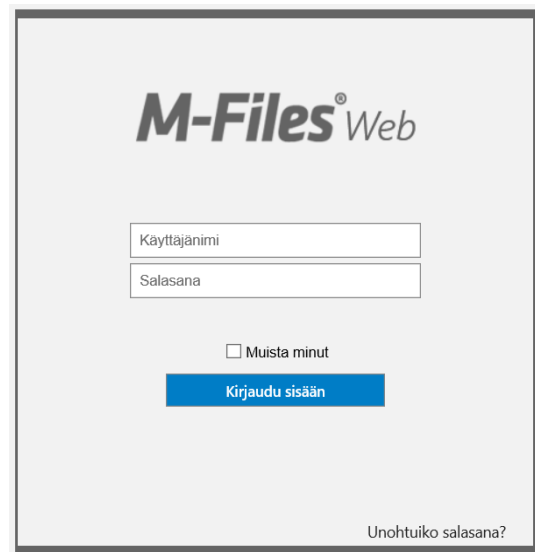 M-Files® Web
Käyttäjänimi
Salasana
Muista minut
Kirjaudu sisään
Unohtuiko salasana?